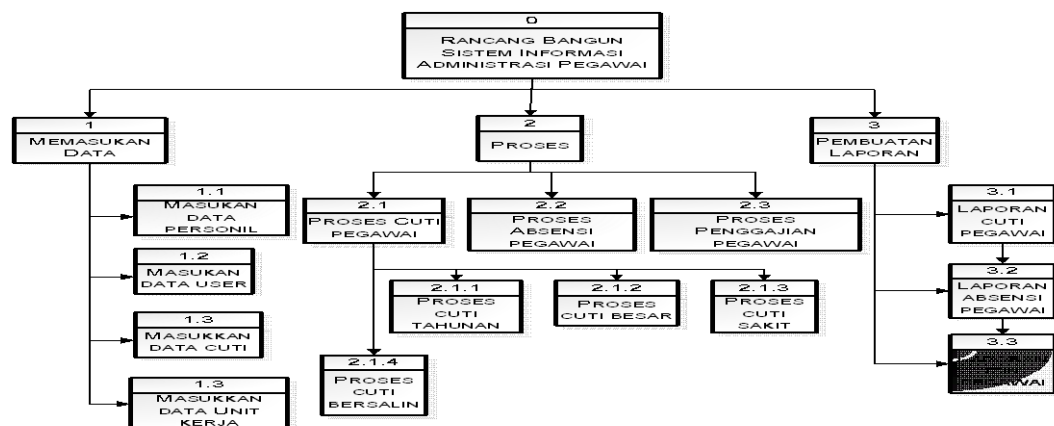 0
RANCANG BANGUN
SISTEM INFORMASI
ADMINISTRASI PEGAWAI
1
MEMASUKAN
DATA
2
PROSES
3
PEMBUATAN
LAPORAN
1.1
MASUKAN
DATA
PERSONIL
1.2
MASUKAN
DATA USER
1.3
MASUKKAN
DATA CUTI
1.3
MASUKKAN
DATA UNIT
KERJA
2.1
PROSES CUTI
PEGAWAI
2.2
PROSES
ABSENSI
PEGAWAI
2.3
PROSES
PENGGAJIAN
PEGAWAI
2.1.1
PROSES
CUTI
TAHUNAN
2.1.2
PROSES
CUTI BESAR
2.1.3
PROSES
CUTI
SAKIT
2.1.4
PROSES
CUTI
BERSALIN
3.1
LAPORAN
CUTI
PEGAWAI
3.2
LAPORAN
ABSENSI
PEGAWAI
3.3
PEGAWAI